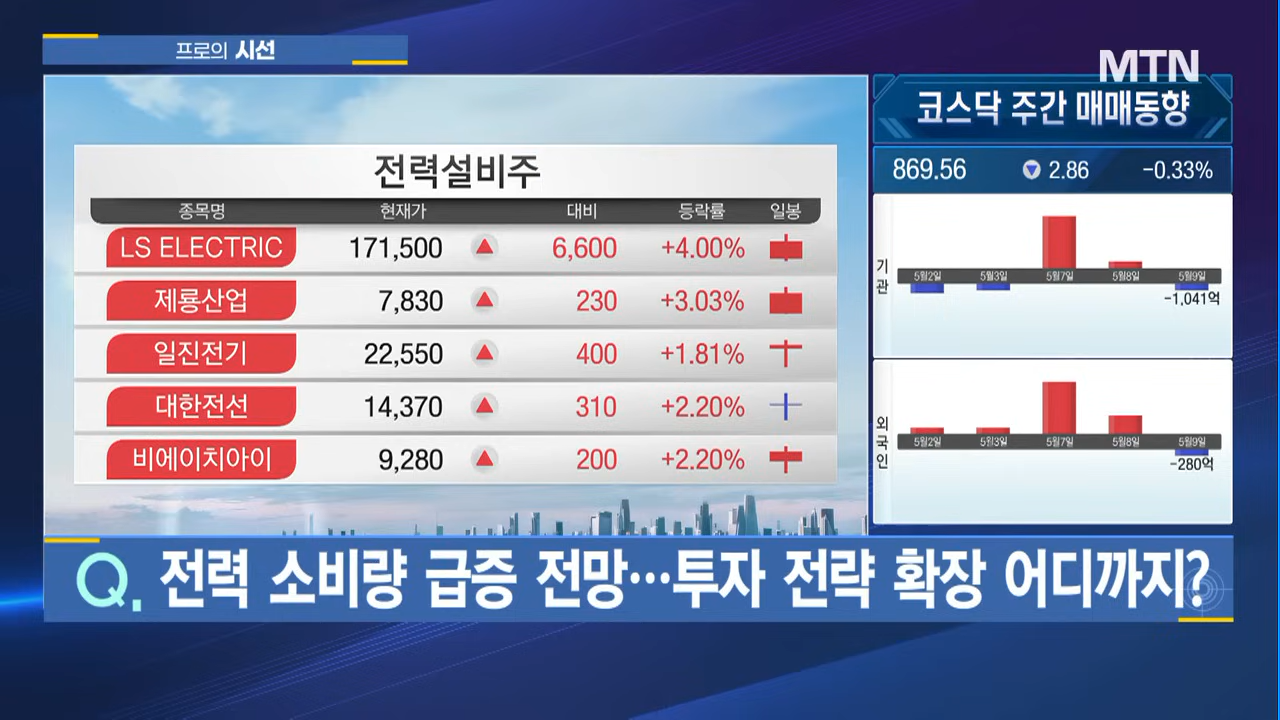 프로의 시선
MTN
전력설비주
종목명 현재가 대비 등락률 일봉
LS ELECTRIC 171,500 ▲ 6,600 +4.00%
제룡산업 7,830 ▲ 230 +3.03%
일진전기 22,550 ▲ 400 +1.81%
대한전선 14,370 ▲ 310 +2.20%
비에이치아이 9,280 ▲ 200 +2.20%
코스닥 주간 매매동향
869.56 ▼ 2.86 -0.33%
기관
5월2일 5월3일 5월7일 5월8일 5월9일
-1,041억
외국인
5월2일 5월3일 5월7일 5월8일 5월9일
-280억
Q. 전력 소비량 급증 전망…투자 전략 확장 어디까지?